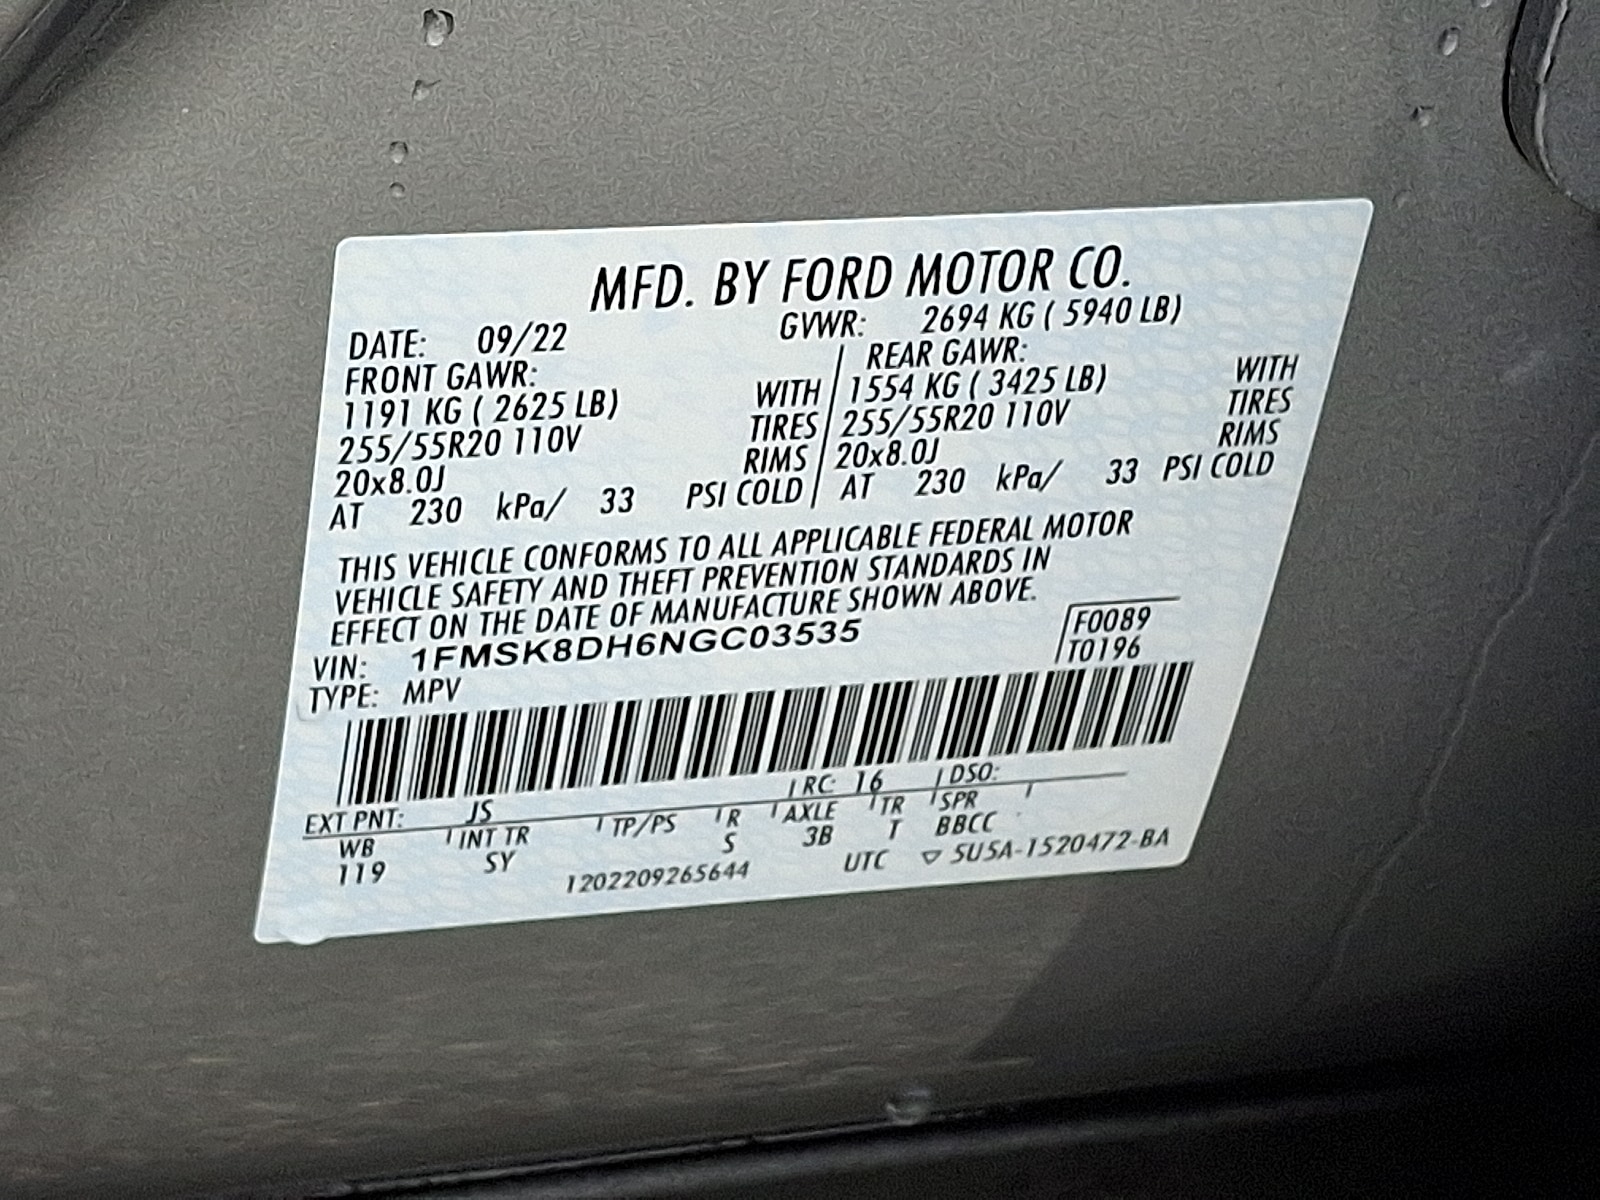 MFD. BY FORD MOTOR CO.
DATE: 09/22 GVWR: 2694 KG ( 5940 LB)
FRONT GAWR: REAR GAWR:
1191 KG ( 2625 LB) WITH 1554 KG ( 3425 LB) WITH
255/55R20 110V TIRES 255/55R20 110V TIRES
20x8.0J RIMS 20x8.0J RIMS
AT 230 kPa/ 33 PSI COLD AT 230 kPa/ 33 PSI COLD
THIS VEHICLE CONFORMS TO ALL APPLICABLE FEDERAL MOTOR
VEHICLE SAFETY AND THEFT PREVENTION STANDARDS IN
EFFECT ON THE DATE OF MANUFACTURE SHOWN ABOVE.
VIN: 1FMSK8DH6NGC03535 F0089
TYPE: MPV T0196
EXT PNT: JS RC: 16 DSO:
WB INT TR TP/PS R AXLE TR SPR
119 SY S 3B T BBCC
1202209265644 UTC ▽ 5U5A-1520472-BA